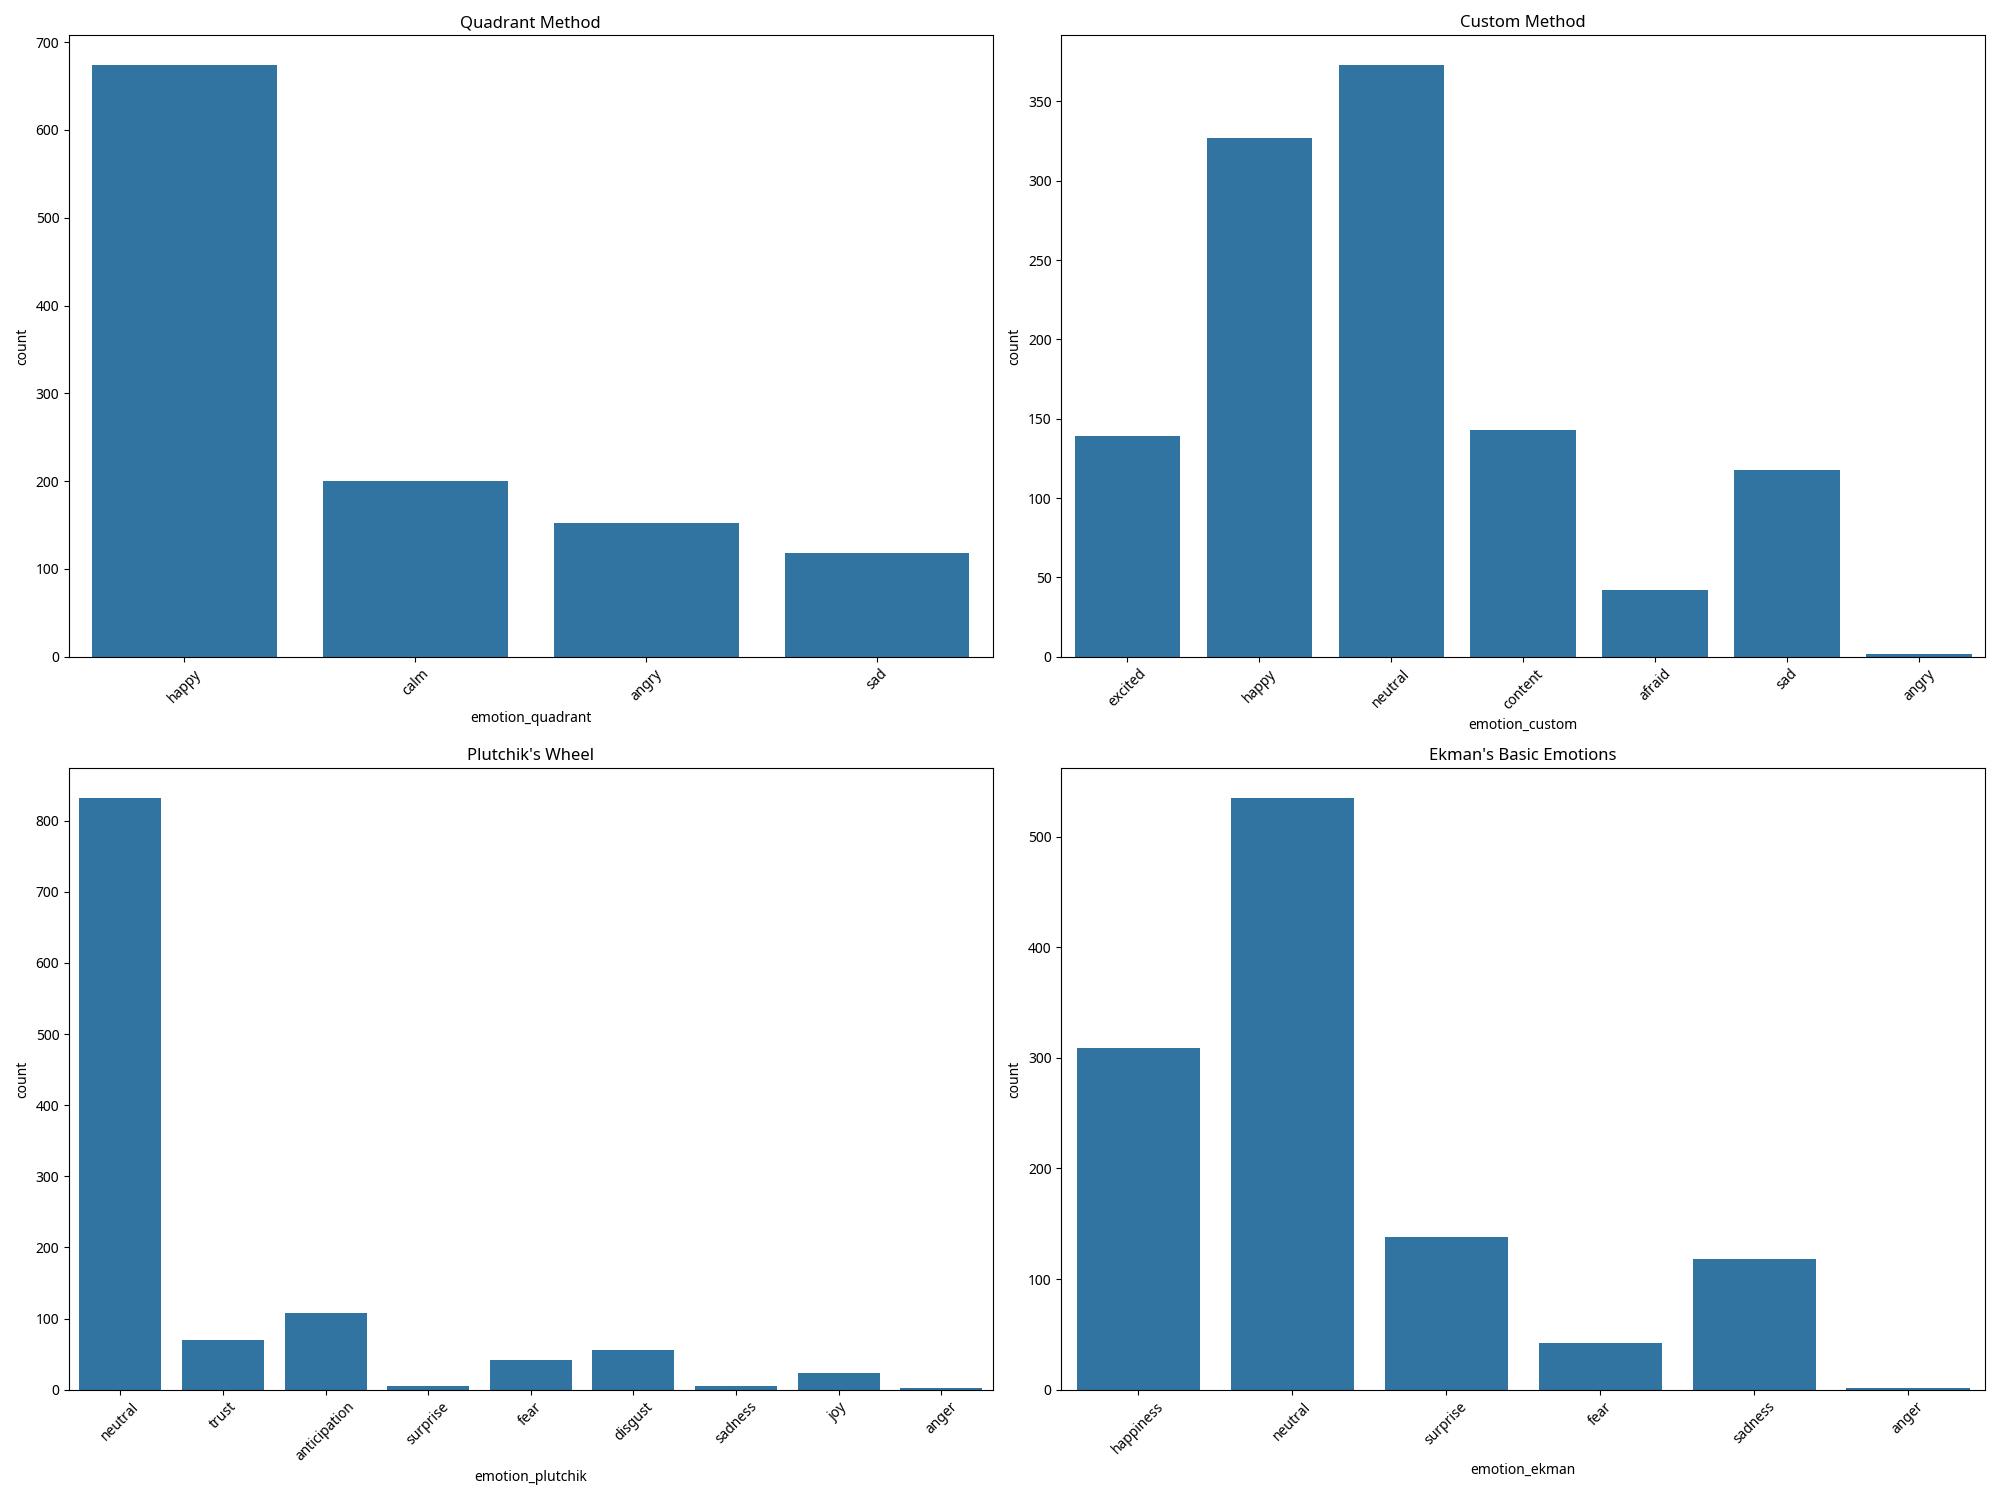 Quadrant Method
700
600
500
400
300
200
100
0
count
happy
calm
angry
sad
emotion_quadrant
Custom Method
350
300
250
200
150
100
50
0
count
excited
happy
neutral
content
afraid
sad
angry
emotion_custom
Plutchik's Wheel
800
700
600
500
400
300
200
100
0
count
neutral
trust
anticipation
surprise
fear
disgust
sadness
joy
anger
emotion_plutchik
Ekman's Basic Emotions
500
400
300
200
100
0
count
happiness
neutral
surprise
fear
sadness
anger
emotion_ekman